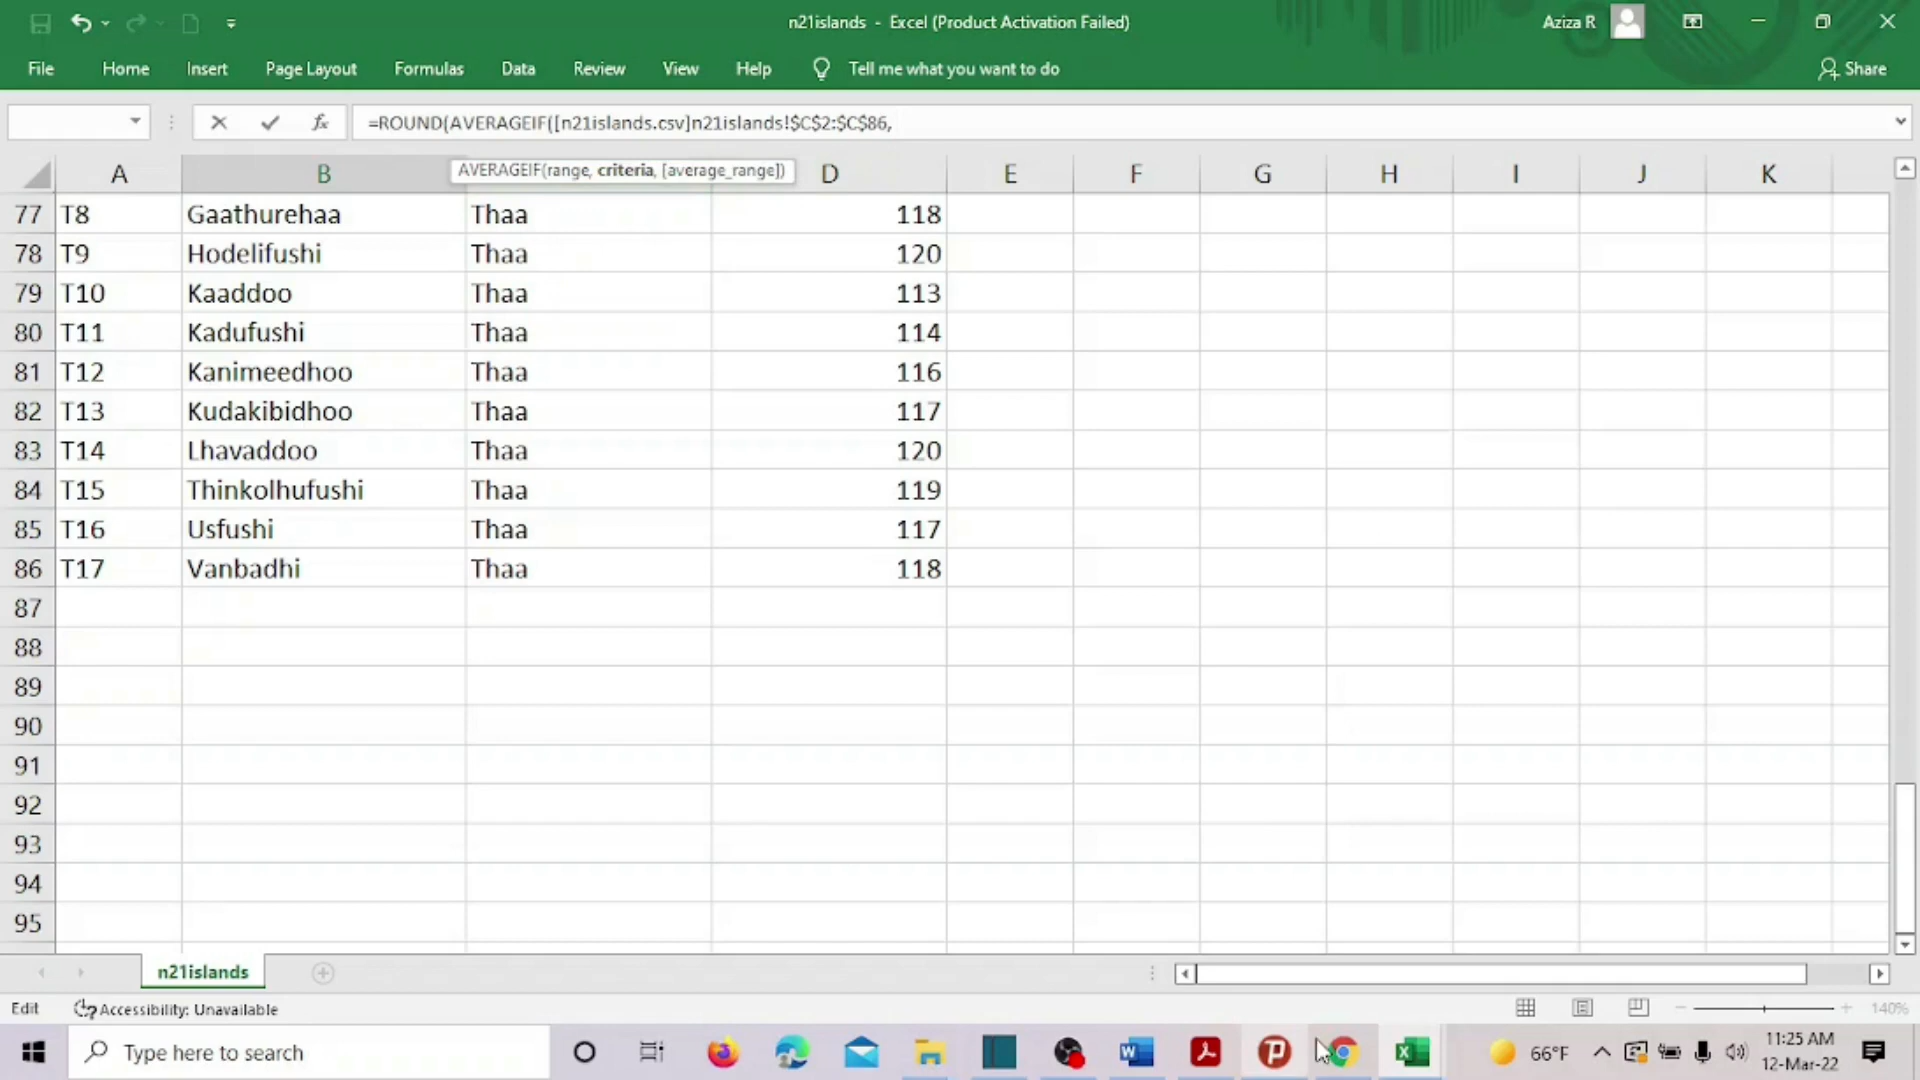 n21islands - Excel (Product Activation Failed)
Aziza R
File Home Insert Page Layout Formulas Data Review View Help Tell me what you want to do Share
fx =ROUND(AVERAGEIF([n21islands.csv]n21islands!$C$2:$C$86,
AVERAGEIF(range, criteria, [average_range])
A B D E F G H I J K
77 T8 Gaathurehaa Thaa 118
78 T9 Hodelifushi Thaa 120
79 T10 Kaaddoo Thaa 113
80 T11 Kadufushi Thaa 114
81 T12 Kanimeedhoo Thaa 116
82 T13 Kudakibidhoo Thaa 117
83 T14 Lhavaddoo Thaa 120
84 T15 Thinkolhufushi Thaa 119
85 T16 Usfushi Thaa 117
86 T17 Vanbadhi Thaa 118
87
88
89
90
91
92
93
94
95
n21islands
Edit Accessibility: Unavailable 140%
Type here to search 66°F 11:25 AM
12-Mar-22